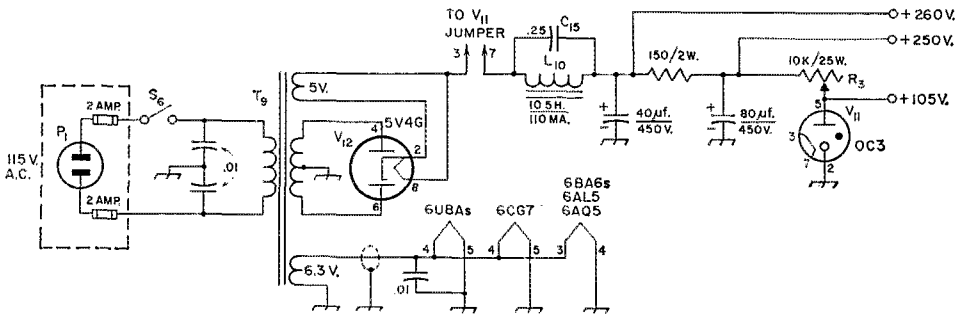 TO V11
JUMPER
3
7
.25
C15
L10
10.5H.
110MA.
150/2W.
10K/25W.
R3
+260V.
+250V.
+105V.
+
-
40µf.
450V.
+
-
80µf.
450V.
5
V11
3
7
2
OC3
2 AMP.
S6
P1
115V.
A.C.
2 AMP.
.01
T9
5V.
V12
5V4G
4
2
8
6
6.3V.
.01
6U8As
4
5
6CG7
4
5
6BA6s
6AL5
6AQ5
3
4